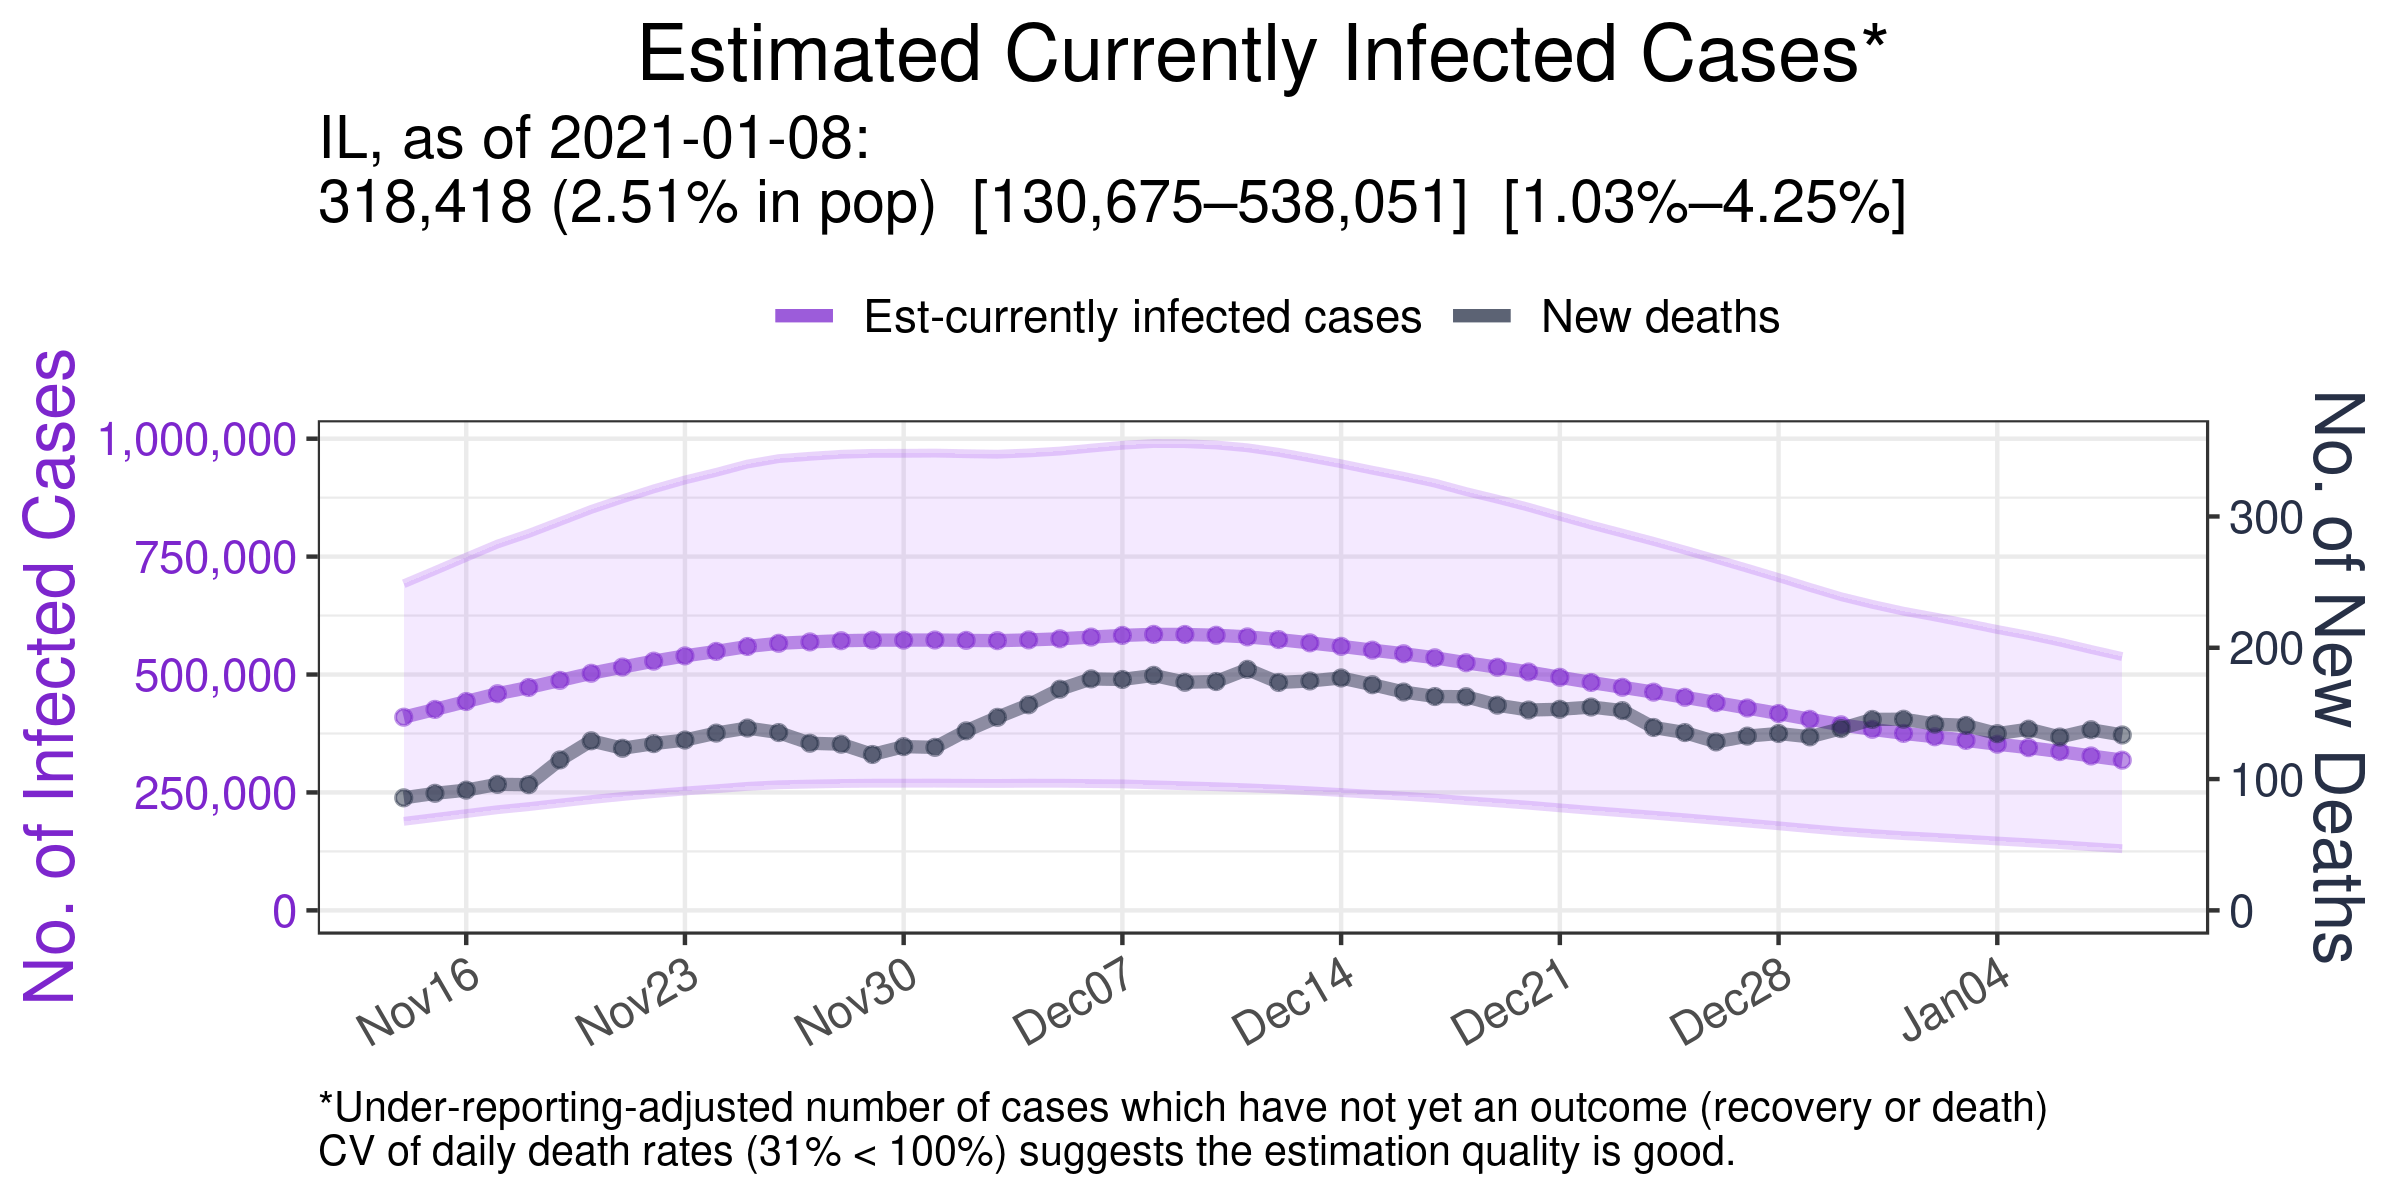 Estimated Currently Infected Cases*
IL, as of 2021-01-08:
318,418 (2.51% in pop)  [130,675–538,051]  [1.03%–4.25%]
Est-currently infected cases
New deaths
No. of Infected Cases
1,000,000
750,000
500,000
250,000
0
No. of New Deaths
300
200
100
0
Nov16
Nov23
Nov30
Dec07
Dec14
Dec21
Dec28
Jan04
*Under-reporting-adjusted number of cases which have not yet an outcome (recovery or death)
CV of daily death rates (31% < 100%) suggests the estimation quality is good.